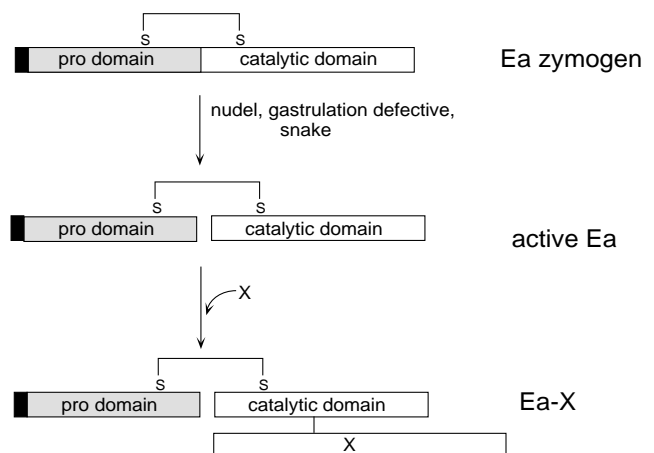 S S
pro domain catalytic domain Ea zymogen
nudel, gastrulation defective,
snake
S S
pro domain catalytic domain active Ea
X
S S
pro domain catalytic domain Ea-X
X